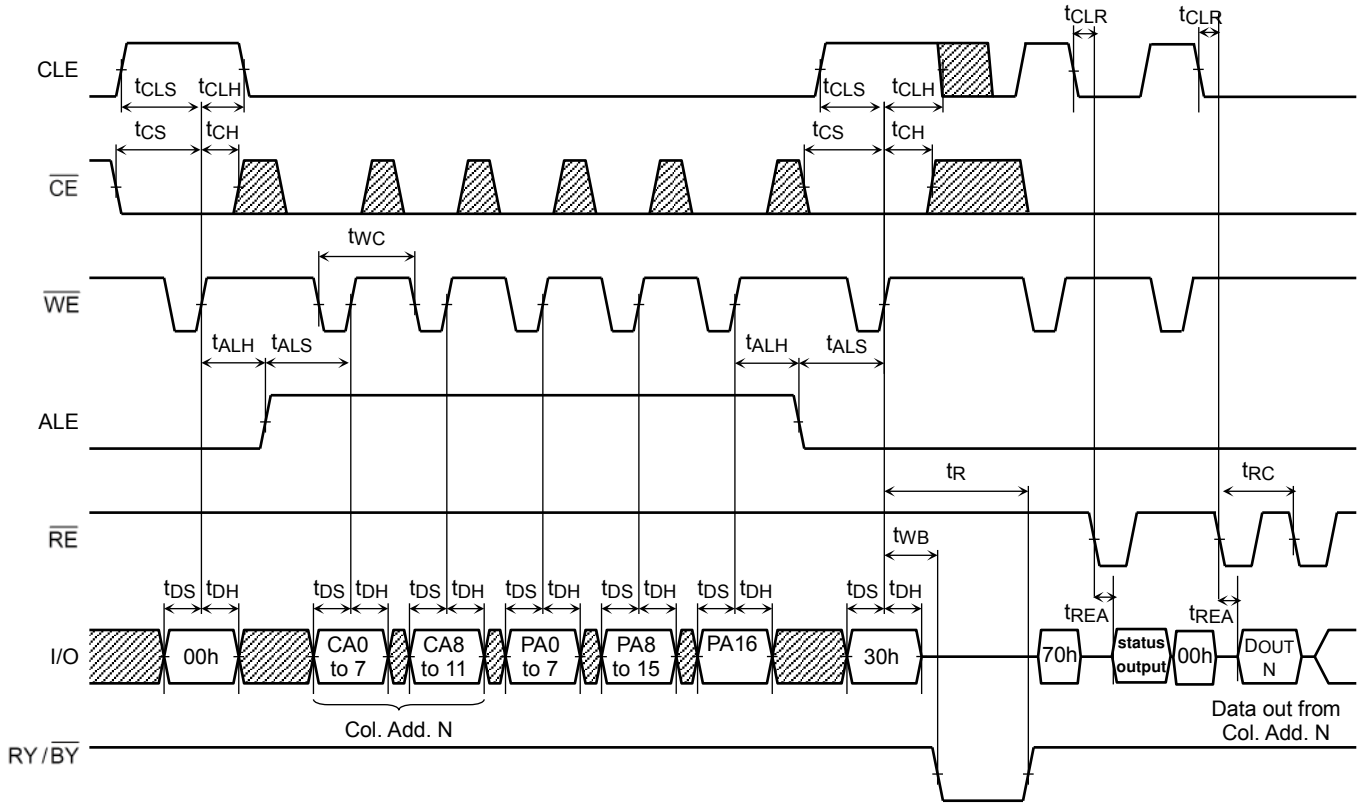 tCLR tCLR
CLE
tCLS tCLH tCLS tCLH
tCS tCH tCS tCH
CE
tWC
WE
tALH tALS tALH tALS
ALE
tR tRC
RE
tWB
tDS tDH tDS tDH tDS tDH tDS tDH tDS tDH tDS tDH tDS tDH
tREA tREA
I/O
00h
CA0 to 7
CA8 to 11
PA0 to 7
PA8 to 15
PA16
30h
70h
status output
00h
DOUT N
Col. Add. N
Data out from
Col. Add. N
RY/BY